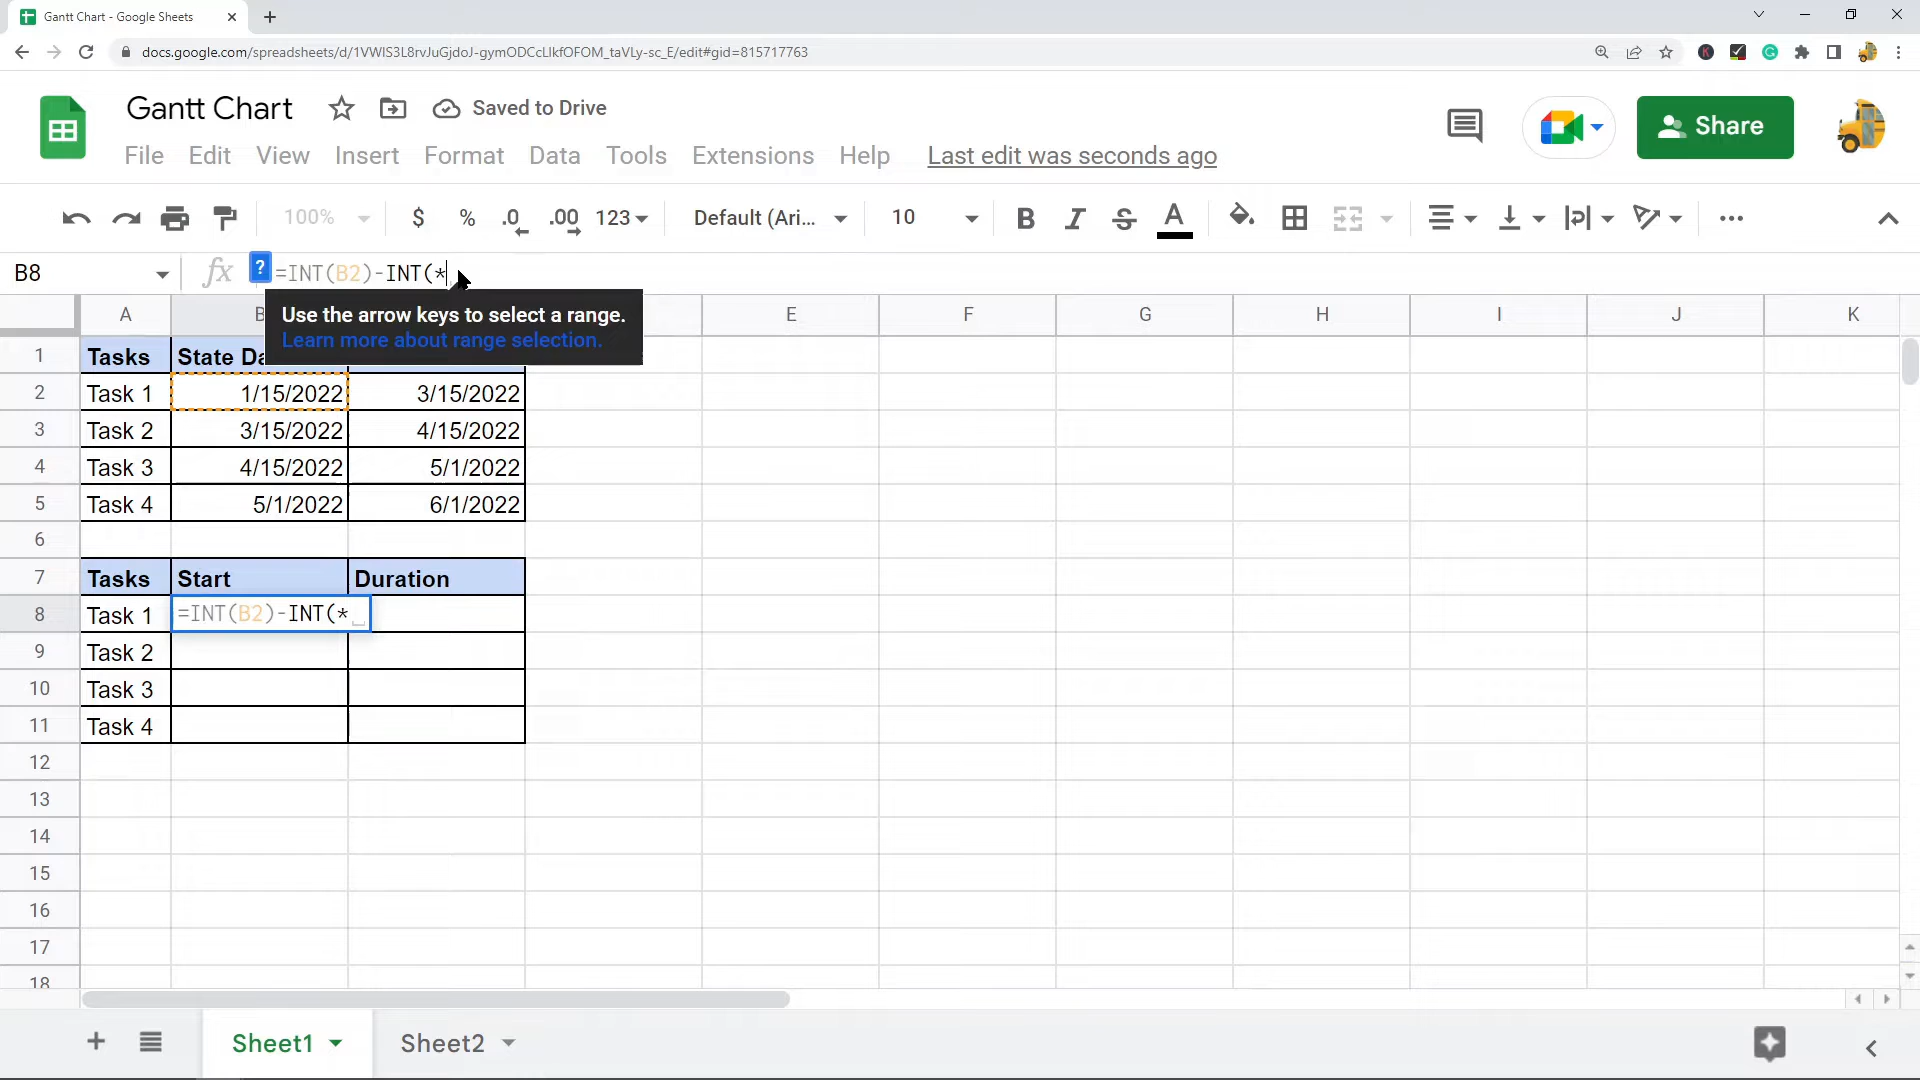 Gantt Chart - Google Sheets
docs.google.com/spreadsheets/d/1VWIS3L8rvJuGjdoJ-gymODCcLIkfOFOM_taVLy-sc_E/edit#gid=815717763
Gantt Chart
Saved to Drive
Share
File Edit View Insert Format Data Tools Extensions Help Last edit was seconds ago
100% $ % .0 .00 123 Default (Ari... 10 B I S A
B8 fx ? =INT(B2)-INT(*
Use the arrow keys to select a range.
Learn more about range selection.
A B E F G H I J K
1 Tasks State Da
2 Task 1 1/15/2022 3/15/2022
3 Task 2 3/15/2022 4/15/2022
4 Task 3 4/15/2022 5/1/2022
5 Task 4 5/1/2022 6/1/2022
6
7 Tasks Start Duration
8 Task 1 =INT(B2)-INT(*
9 Task 2
10 Task 3
11 Task 4
12
13
14
15
16
17
18
Sheet1 Sheet2